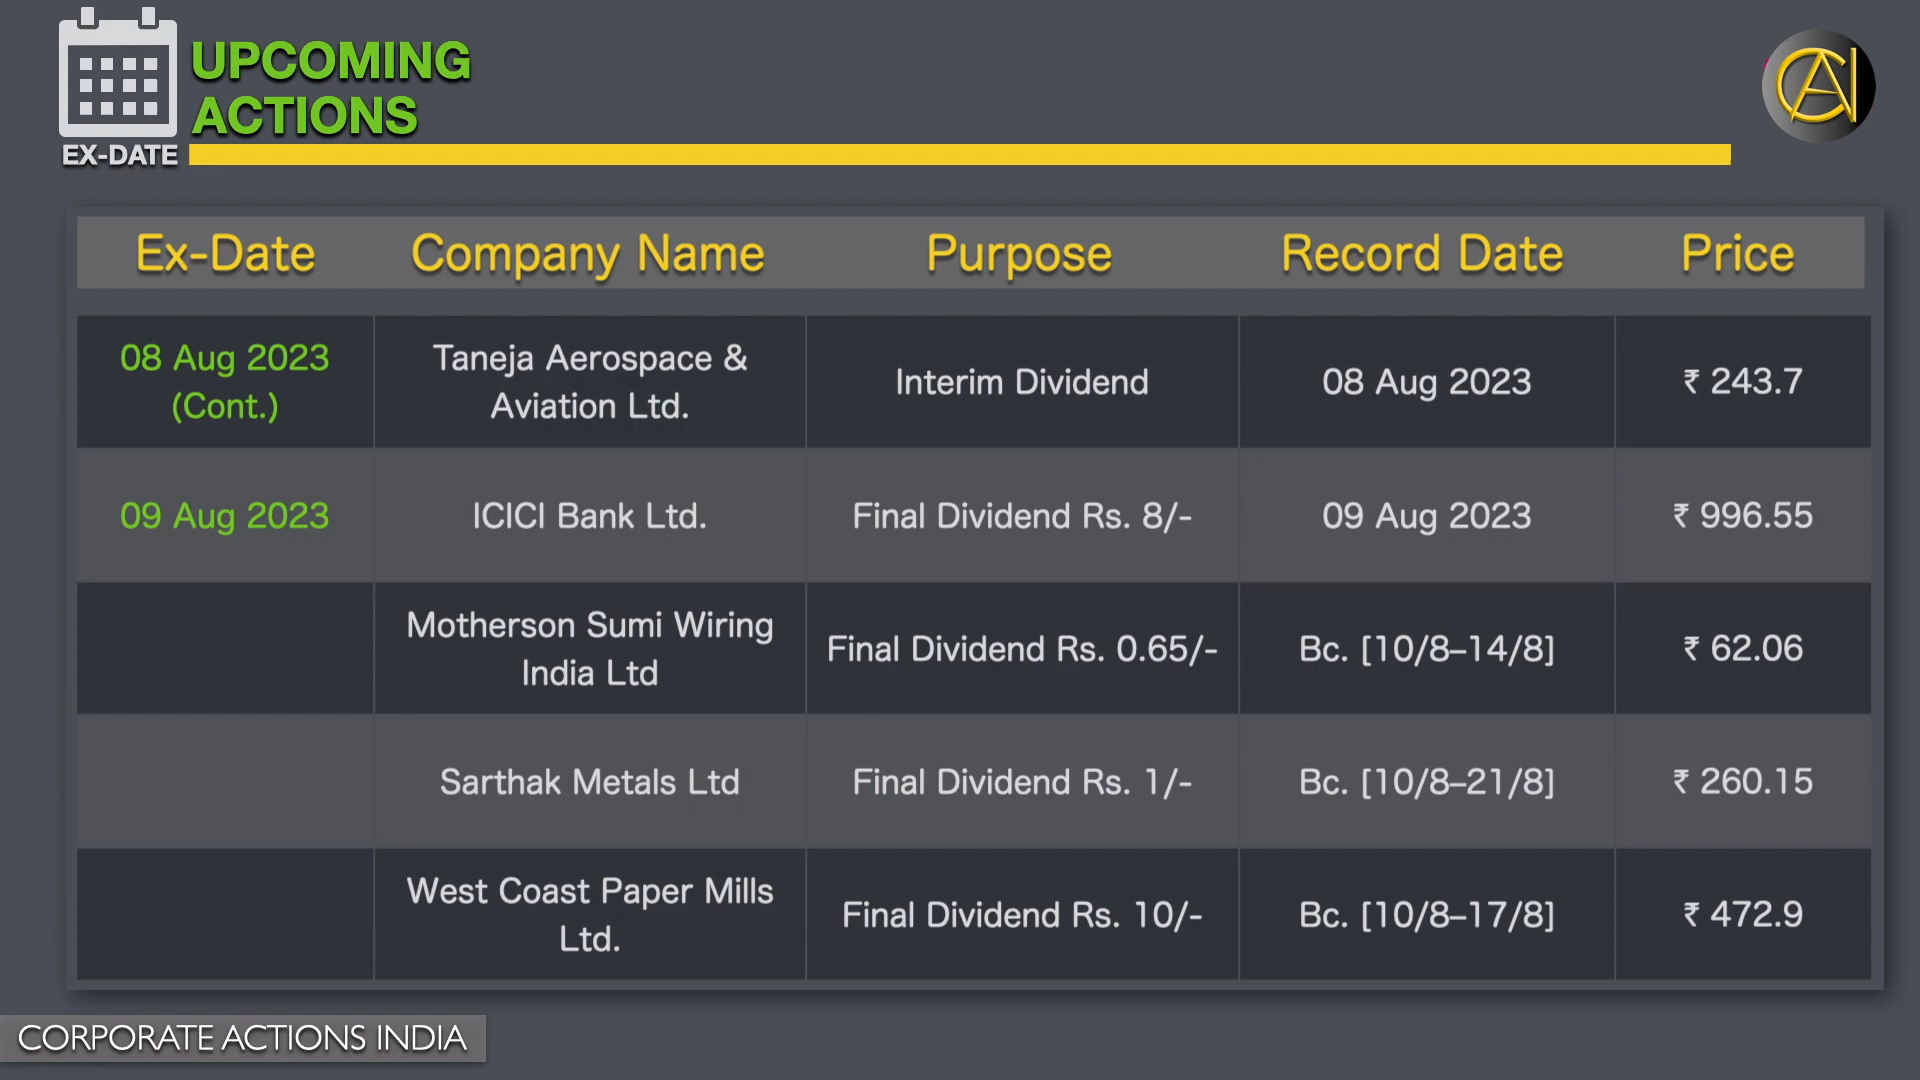 UPCOMING
ACTIONS
EX-DATE
CAI
Ex-Date Company Name Purpose Record Date Price
08 Aug 2023
(Cont.)
Taneja Aerospace &
Aviation Ltd.
Interim Dividend
08 Aug 2023
₹ 243.7
09 Aug 2023
ICICI Bank Ltd.
Final Dividend Rs. 8/-
09 Aug 2023
₹ 996.55
Motherson Sumi Wiring
India Ltd
Final Dividend Rs. 0.65/-
Bc. [10/8–14/8]
₹ 62.06
Sarthak Metals Ltd
Final Dividend Rs. 1/-
Bc. [10/8–21/8]
₹ 260.15
West Coast Paper Mills
Ltd.
Final Dividend Rs. 10/-
Bc. [10/8–17/8]
₹ 472.9
CORPORATE ACTIONS INDIA